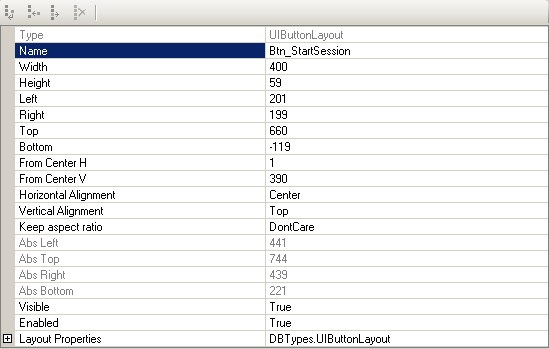 Type UIButtonLayout
Name Btn_StartSession
Width 400
Height 59
Left 201
Right 199
Top 660
Bottom -119
From Center H 1
From Center V 390
Horizontal Alignment Center
Vertical Alignment Top
Keep aspect ratio DontCare
Abs Left 441
Abs Top 744
Abs Right 439
Abs Bottom 221
Visible True
Enabled True
Layout Properties DBTypes.UIButtonLayout